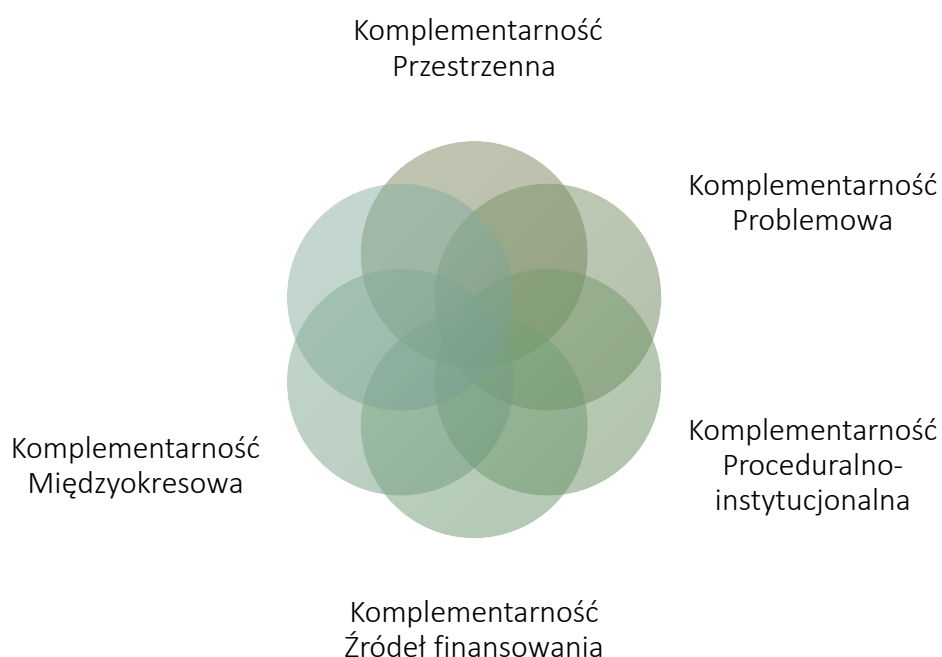 Komplementarność
Przestrzenna
Komplementarność
Problemowa
Komplementarność
Proceduralno-
instytucjonalna
Komplementarność
Źródeł finansowania
Komplementarność
Międzyokresowa